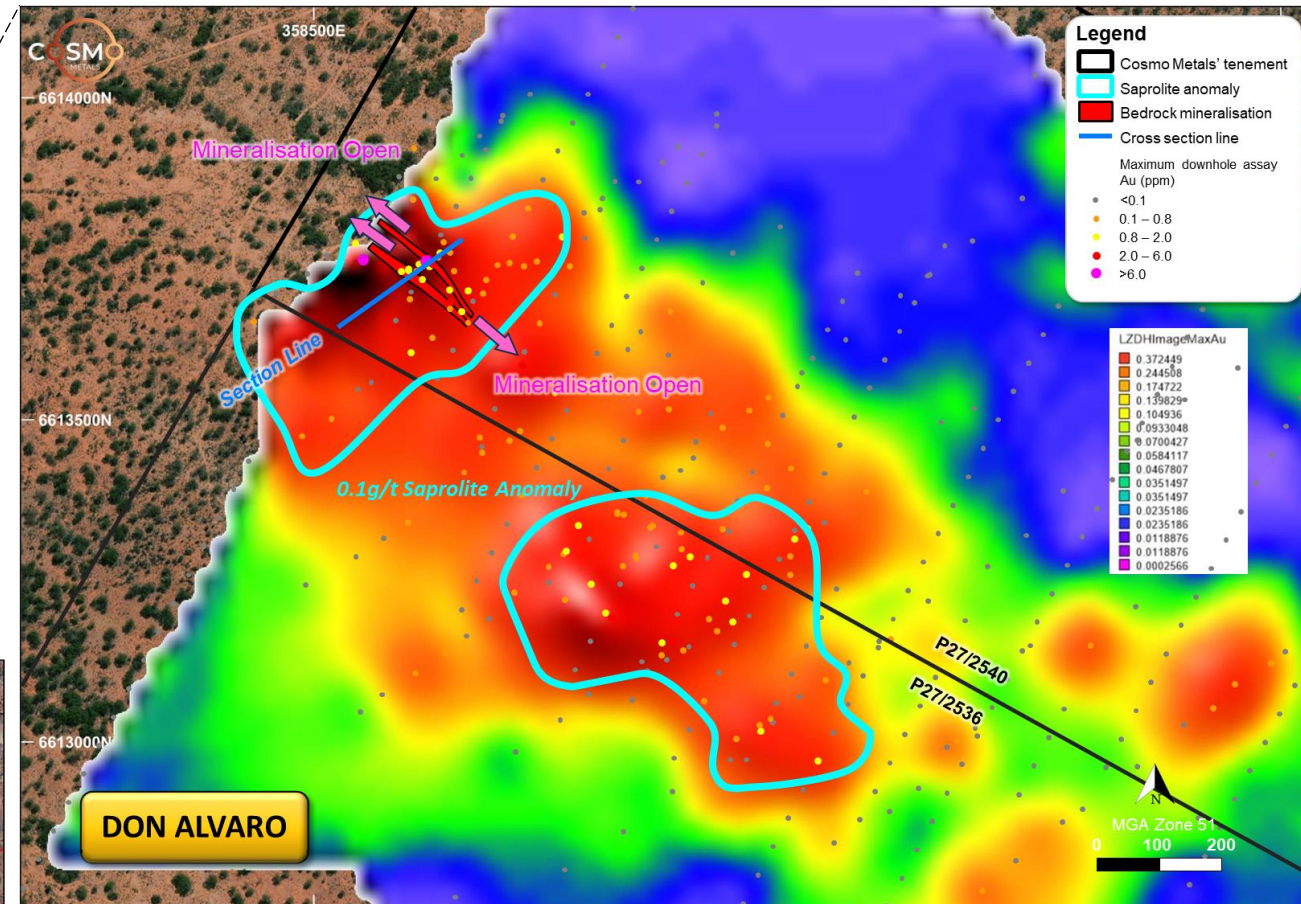 COSMO
METALS
358500E
6614000N
Mineralisation Open
Section Line
Mineralisation Open
6613500N
0.1g/t Saprolite Anomaly
P27/2540
P27/2536
6613000N
DON ALVARO
N
MGA Zone 51
0 100 200
Legend
Cosmo Metals' tenement
Saprolite anomaly
Bedrock mineralisation
Cross section line
Maximum downhole assay
Au (ppm)
<0.1
0.1 – 0.8
0.8 – 2.0
2.0 – 6.0
>6.0
LZDHImageMaxAu
0.372449
0.244508
0.174722
0.139829
0.104936
0.0933048
0.0700427
0.0584117
0.0467807
0.0351497
0.0351497
0.0235186
0.0235186
0.0118876
0.0118876
0.0002566